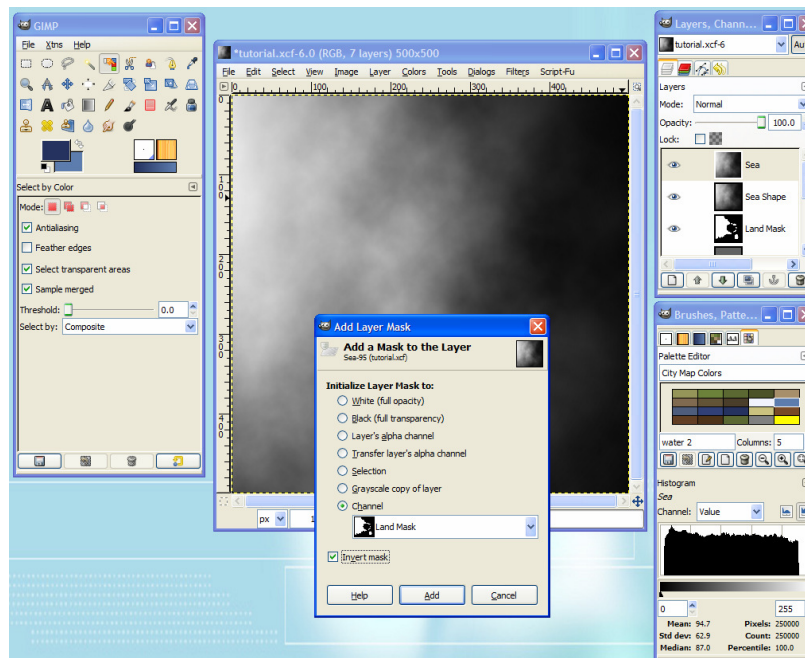 GIMP
File Xtns Help
Select by Color
Mode:
Antialiasing
Feather edges
Select transparent areas
Sample merged
Threshold: 0.0
Select by: Composite
*tutorial.xcf-6.0 (RGB, 7 layers) 500x500
File Edit Select View Image Layer Colors Tools Dialogs Filters Script-Fu
0 100 200 300 400
0
100
200
300
400
px
Add Layer Mask
Add a Mask to the Layer
Sea-95 (tutorial.xcf)
Initialize Layer Mask to:
White (full opacity)
Black (full transparency)
Layer's alpha channel
Transfer layer's alpha channel
Selection
Grayscale copy of layer
Channel
Land Mask
Invert mask
Help Add Cancel
Layers, Chann...
tutorial.xcf-6 Au
Layers
Mode: Normal
Opacity: 100.0
Lock:
Sea
Sea Shape
Land Mask
Brushes, Patte...
Palette Editor
City Map Colors
water 2 Columns: 5
Histogram
Sea
Channel: Value
0 255
Mean: 94.7 Pixels: 250000
Std dev: 62.9 Count: 250000
Median: 87.0 Percentile: 100.0